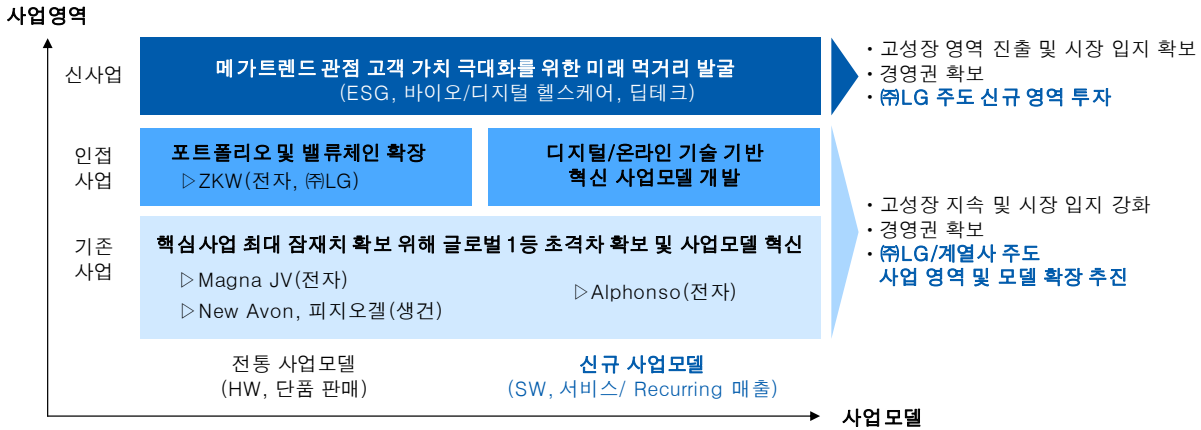 사업영역
신사업
메가트렌드 관점 고객 가치 극대화를 위한 미래 먹거리 발굴
(ESG, 바이오/디지털 헬스케어, 딥테크)
• 고성장 영역 진출 및 시장 입지 확보
• 경영권 확보
• ㈜LG 주도 신규 영역 투자
인접
사업
포트폴리오 및 밸류체인 확장
▷ZKW(전자, ㈜LG)
디지털/온라인 기술 기반
혁신 사업모델 개발
기존
사업
핵심사업 최대 잠재치 확보 위해 글로벌 1등 초격차 확보 및 사업모델 혁신
▷Magna JV(전자)
▷New Avon, 피지오겔(생건)
▷Alphonso(전자)
• 고성장 지속 및 시장 입지 강화
• 경영권 확보
• ㈜LG/계열사 주도
사업 영역 및 모델 확장 추진
전통 사업모델
(HW, 단품 판매)
신규 사업모델
(SW, 서비스/ Recurring 매출)
사업모델